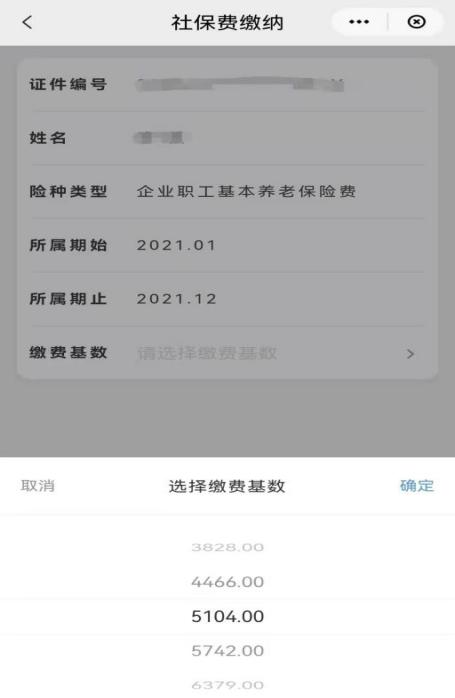 社保费缴纳
证件编号
姓名
险种类型 企业职工基本养老保险费
所属期始 2021.01
所属期止 2021.12
缴费基数 请选择缴费基数
取消 选择缴费基数 确定
3828.00
4466.00
5104.00
5742.00
6379.00